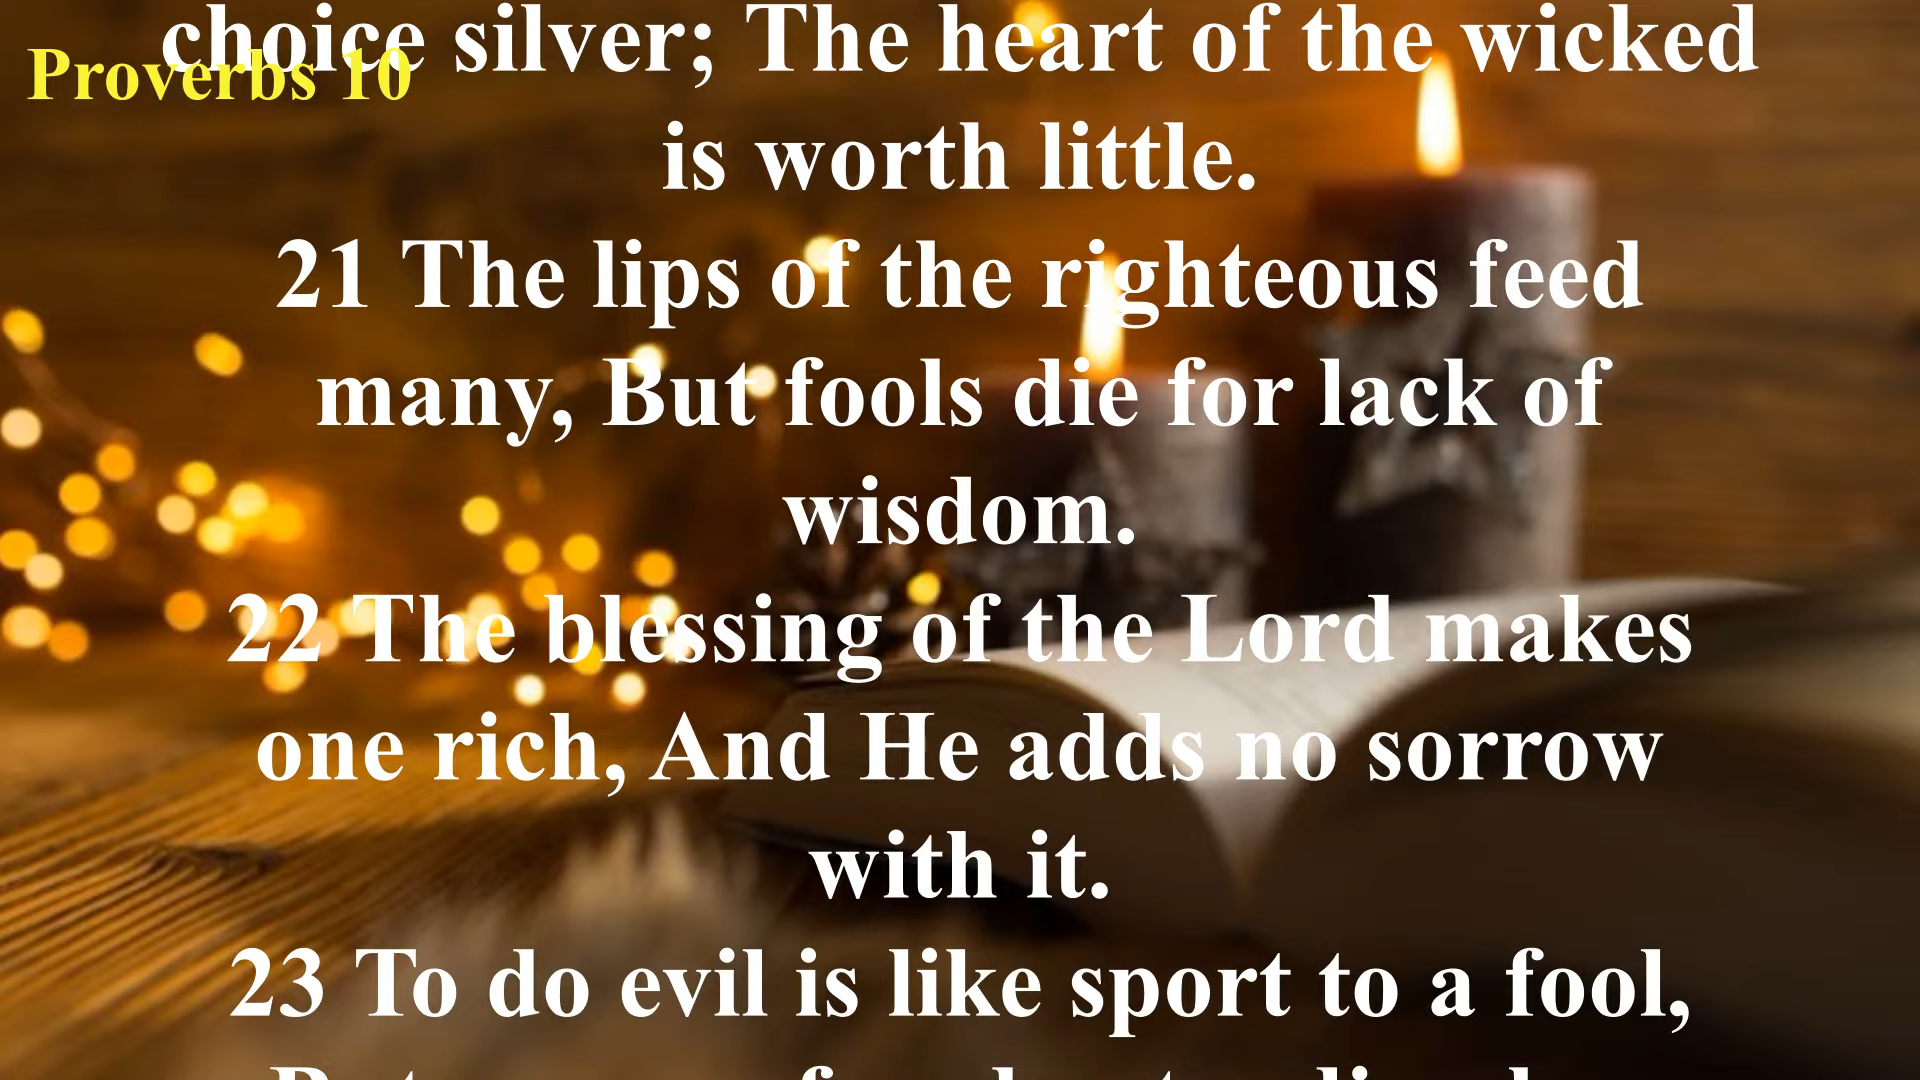 choice silver; The heart of the wicked
Proverbs 10
is worth little.
21 The lips of the righteous feed
many, But fools die for lack of
wisdom.
22 The blessing of the Lord makes
one rich, And He adds no sorrow
with it.
23 To do evil is like sport to a fool,